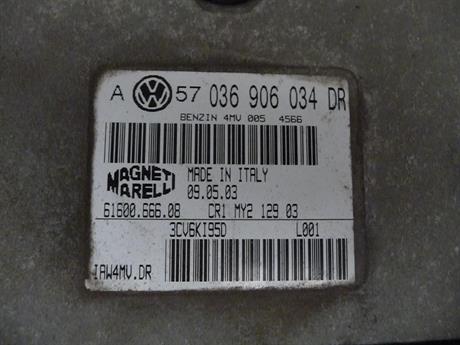 A VW 57 036 906 034 DR
BENZIN 4MV 005 4566
MAGNETI
MARELLI
MADE IN ITALY
09.05.03
61600.666.08 CR1 MY2 129 03
3CV6KI95D L001
IAW4MV.DR